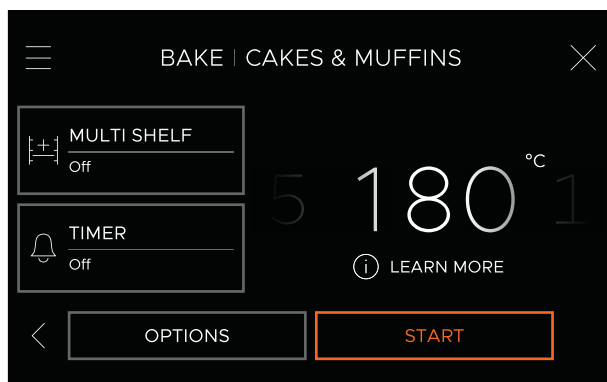 BAKE | CAKES & MUFFINS
MULTI SHELF
Off
5 180 °C 1
TIMER
Off
i LEARN MORE
OPTIONS
START